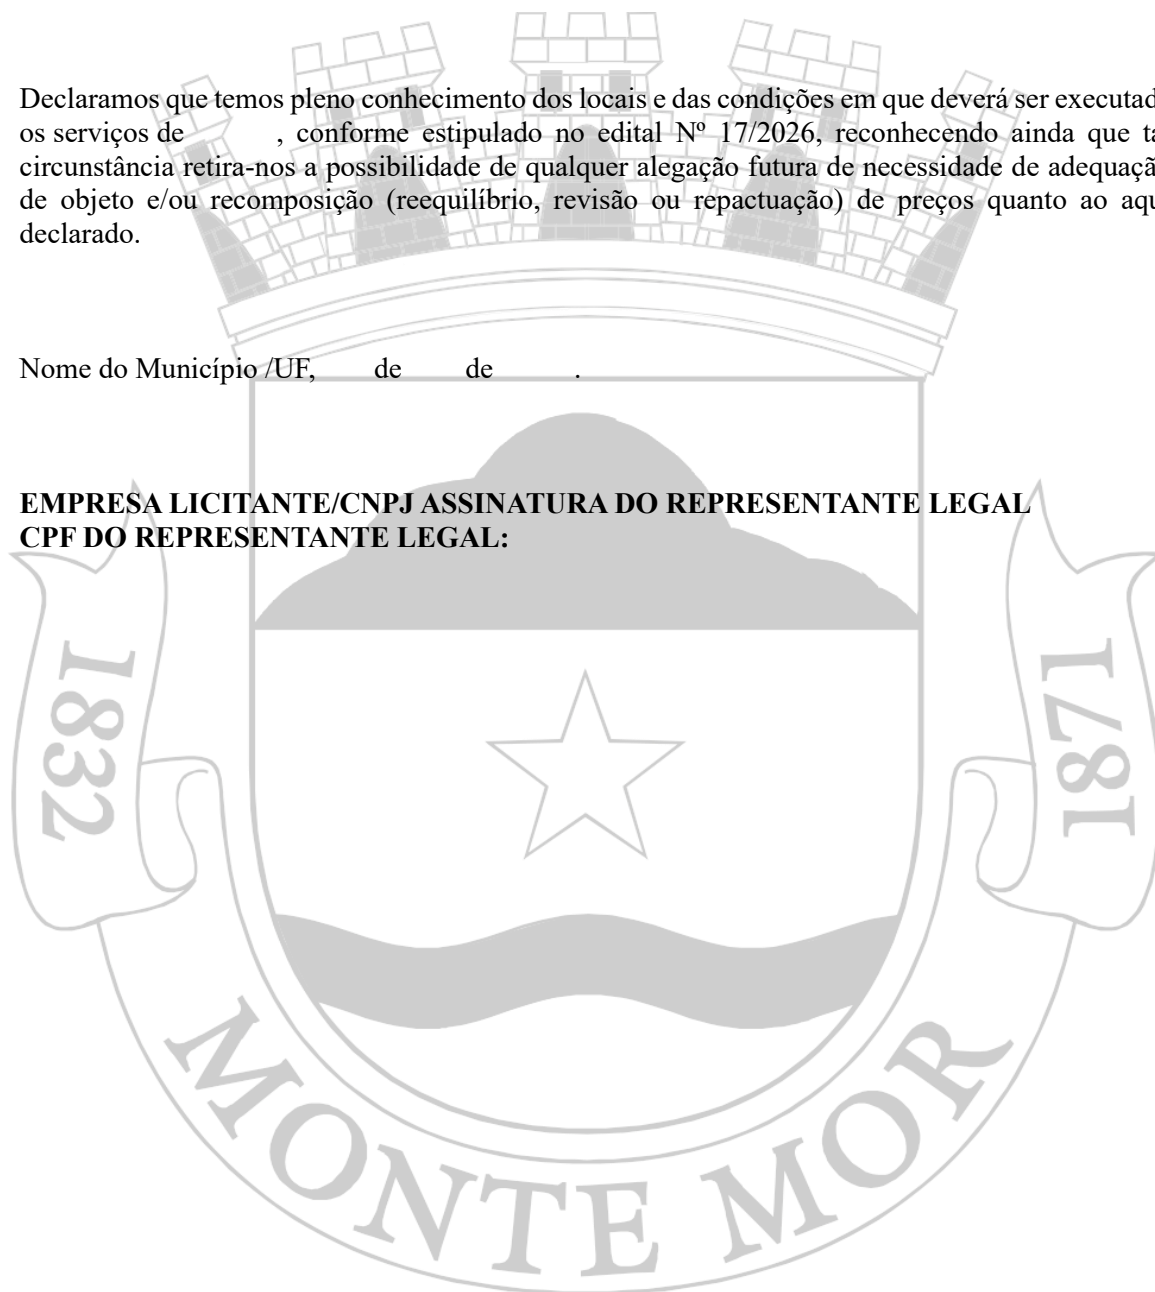 Declaramos que temos pleno conhecimento dos locais e das condições em que deverá ser executad
os serviços de , conforme estipulado no edital Nº 17/2026, reconhecendo ainda que ta
circunstância retira-nos a possibilidade de qualquer alegação futura de necessidade de adequaçã
de objeto e/ou recomposição (reequilíbrio, revisão ou repactuação) de preços quanto ao aqu
declarado.
Nome do Município /UF, de de .
EMPRESA LICITANTE/CNPJ ASSINATURA DO REPRESENTANTE LEGAL
CPF DO REPRESENTANTE LEGAL:
1832
1871
MONTE MOR